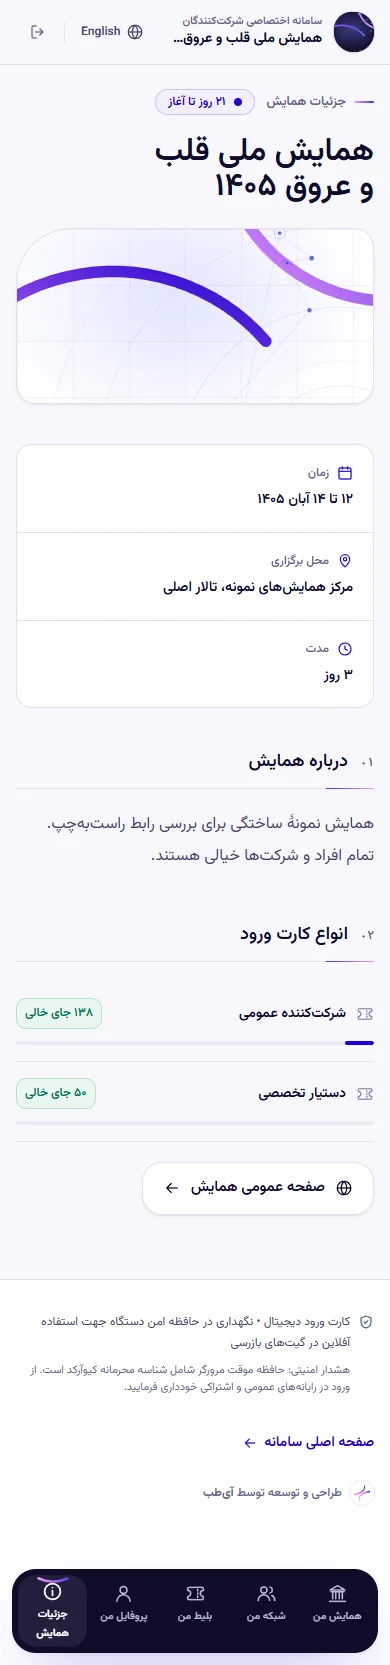 سامانه اختصاصی شرکت‌کنندگان
همایش ملی قلب و عروق...
English
جزئیات همایش
۲۱ روز تا آغاز
همایش ملی قلب
و عروق ۱۴۰۵
زمان
۱۲ تا ۱۴ آبان ۱۴۰۵
محل برگزاری
مرکز همایش‌های نمونه، تالار اصلی
مدت
۳ روز
۰۱ درباره همایش
همایش نمونهٔ ساختگی برای بررسی رابط راست‌به‌چپ.
تمام افراد و شرکت‌ها خیالی هستند.
۰۲ انواع کارت ورود
شرکت‌کننده عمومی
۱۳۸ جای خالی
دستیار تخصصی
۵۰ جای خالی
صفحه عمومی همایش
کارت ورود دیجیتال • نگهداری در حافظه امن دستگاه جهت استفاده
آفلاین در گیت‌های بازرسی
هشدار امنیتی: حافظه موقت مرورگر شامل شناسه محرمانه کیوآرکد است. از
ورود در رایانه‌های عمومی و اشتراکی خودداری فرمایید.
صفحه اصلی سامانه
طراحی و توسعه توسط آی‌طب
همایش من
شبکه من
بلیط من
پروفایل من
جزئیات
همایش